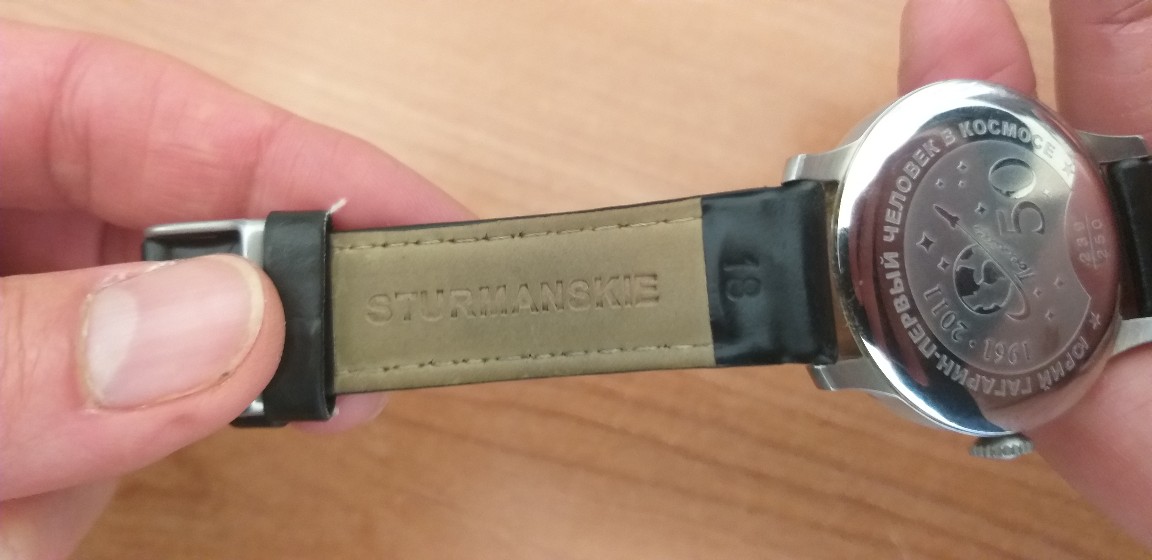 STURMANSKIE
18
★ ЮРИЙ ГАГАРИН-ПЕРВЫЙ ЧЕЛОВЕК В КОСМОСЕ ★
50
1961 · 2011
239
250